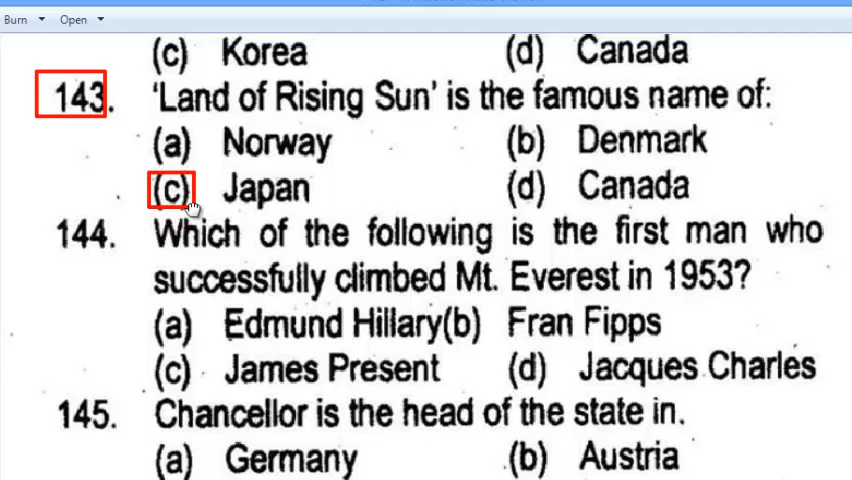 Burn Open
(c) Korea (d) Canada
143. 'Land of Rising Sun' is the famous name of:
(a) Norway (b) Denmark
(c) Japan (d) Canada
144. Which of the following is the first man who
successfully climbed Mt. Everest in 1953?
(a) Edmund Hillary(b) Fran Fipps
(c) James Present (d) Jacques Charles
145. Chancellor is the head of the state in.
(a) Germany (b) Austria